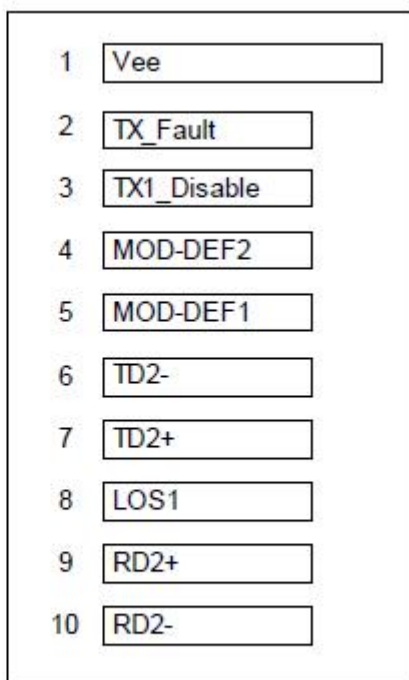 1 Vee
2 TX_Fault
3 TX1_Disable
4 MOD-DEF2
5 MOD-DEF1
6 TD2-
7 TD2+
8 LOS1
9 RD2+
10 RD2-